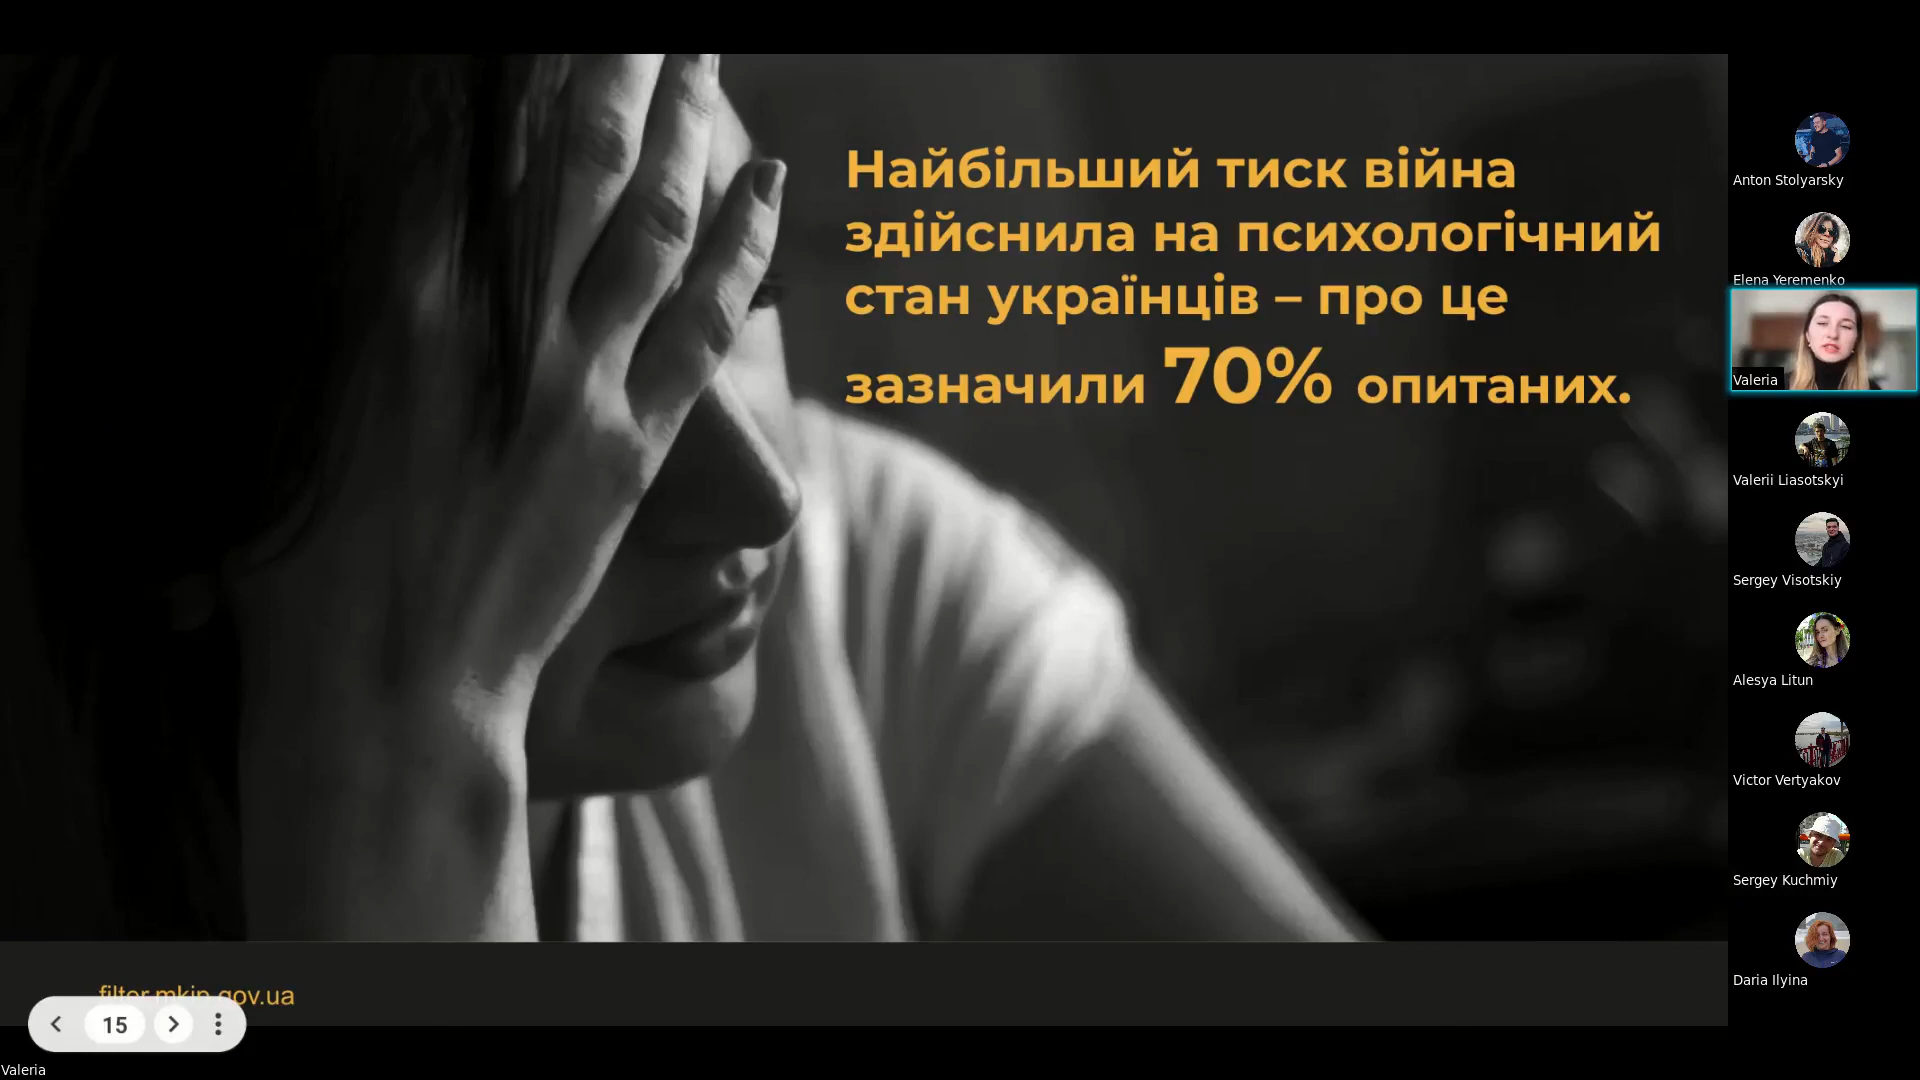 Найбільший тиск війна
здійснила на психологічний
стан українців – про це
зазначили 70% опитаних.
filter.mkip.gov.ua
15
Valeria
Anton Stolyarsky
Elena Yeremenko
Valeria
Valerii Liasotskyi
Sergey Visotskiy
Alesya Litun
Victor Vertyakov
Sergey Kuchmiy
Daria Ilyina